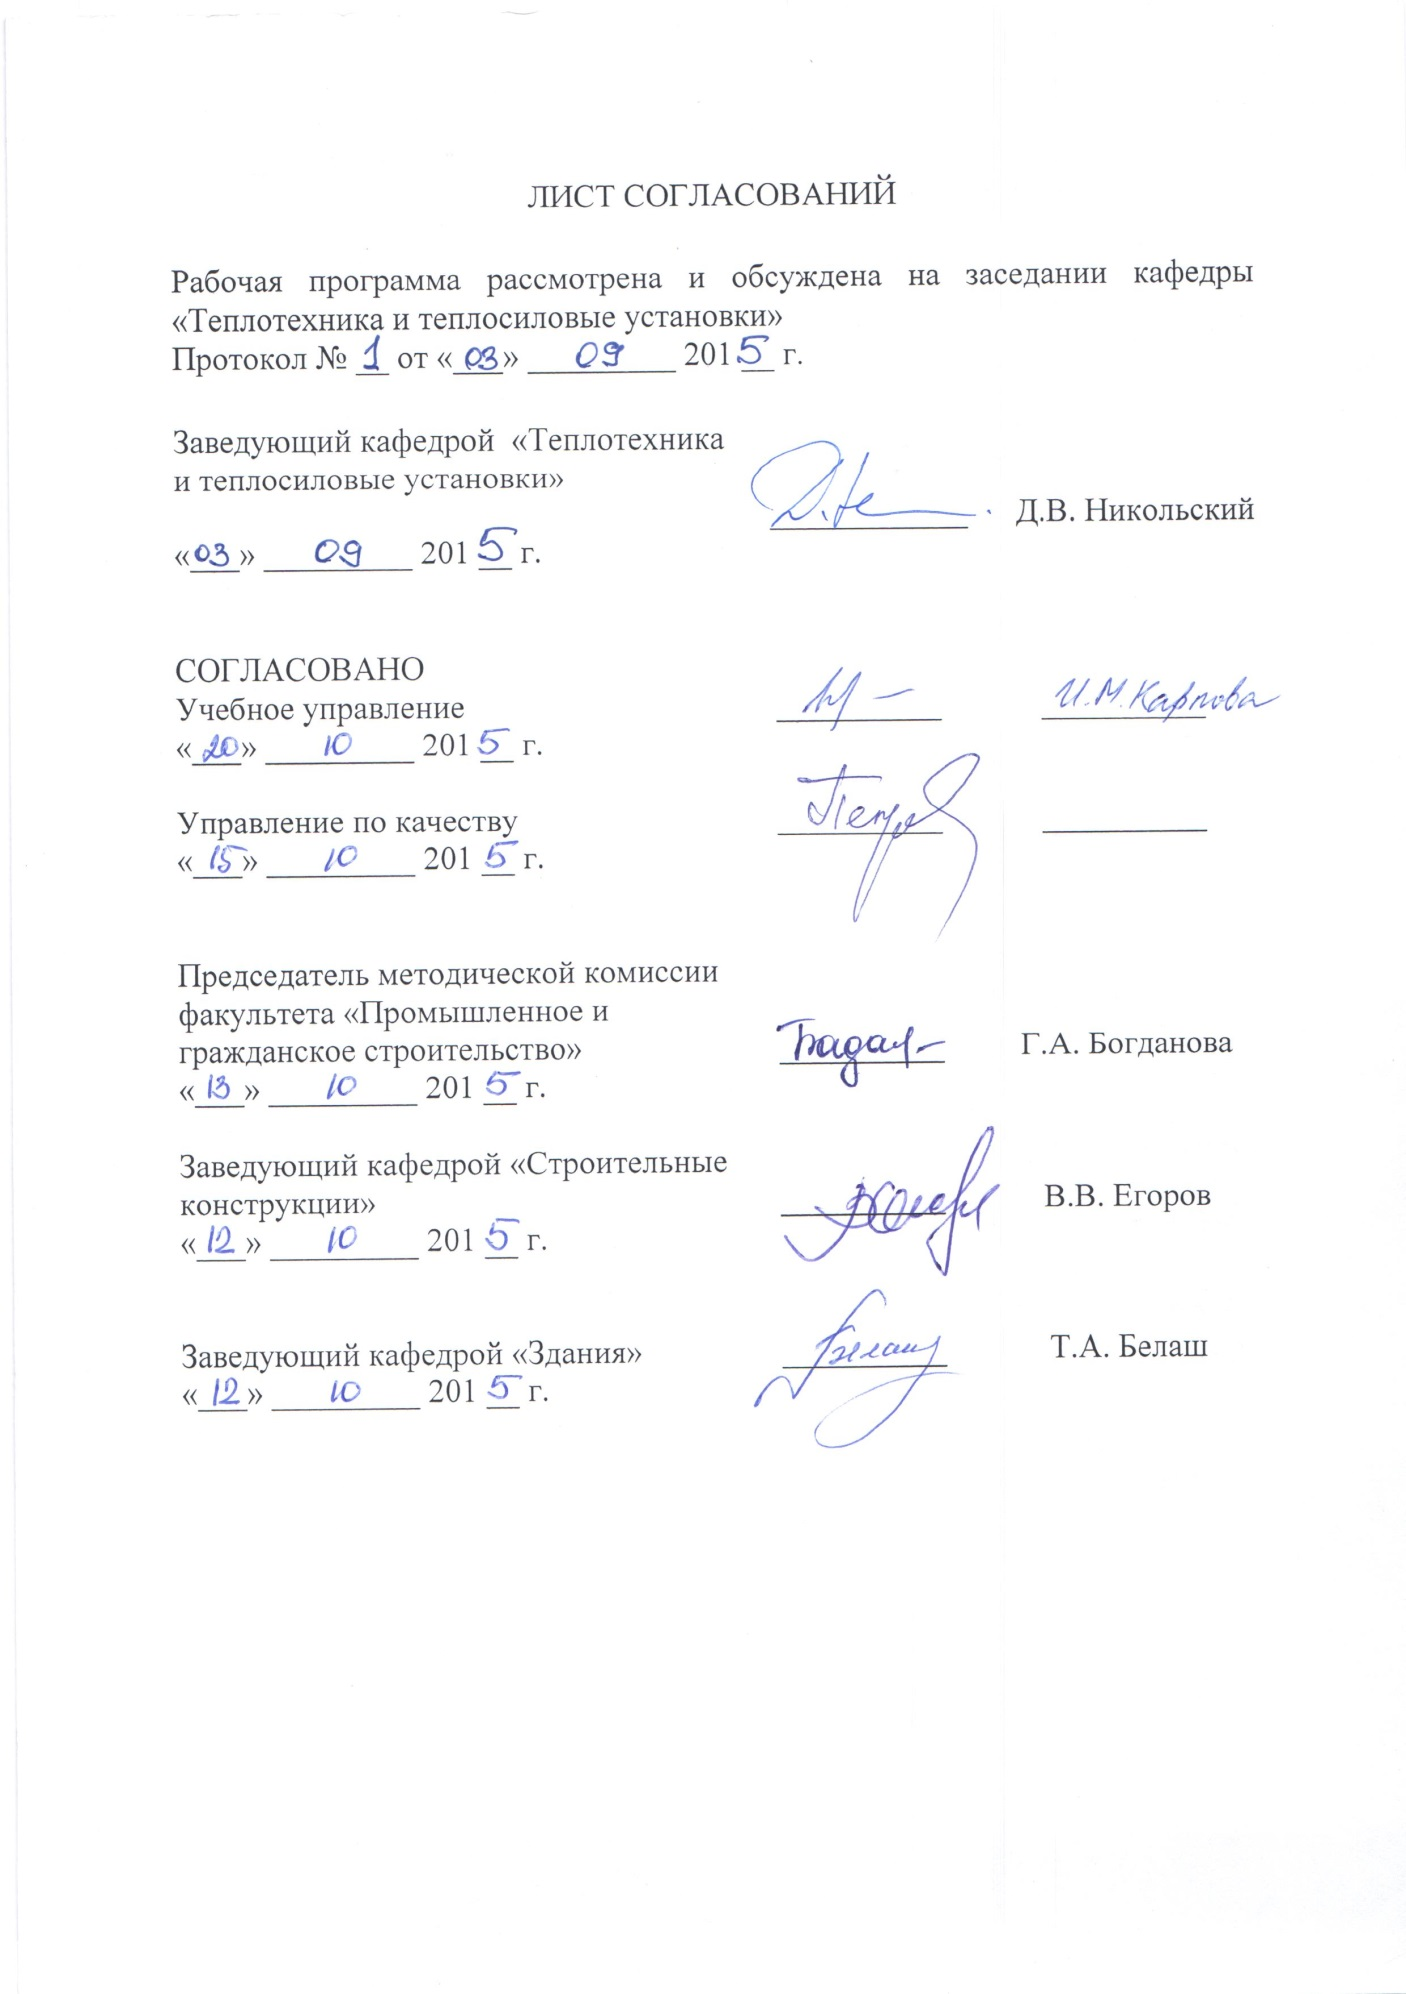 ЛИСТ СОГЛАСОВАНИЙ
Рабочая программа рассмотрена и обсуждена на заседании кафедры
«Теплотехника и теплосиловые установки»
Протокол № 1 от «03» 09 2015 г.
Заведующий кафедрой «Теплотехника
и теплосиловые установки»
Д.В. Никольский
«03» 09 2015 г.
СОГЛАСОВАНО
Учебное управление И.М. Карпова
«20» 10 2015 г.
Управление по качеству
«15» 10 2015 г.
Председатель методической комиссии
факультета «Промышленное и
гражданское строительство» Г.А. Богданова
«13» 10 2015 г.
Заведующий кафедрой «Строительные
конструкции» В.В. Егоров
«12» 10 2015 г.
Заведующий кафедрой «Здания» Т.А. Белаш
«12» 10 2015 г.